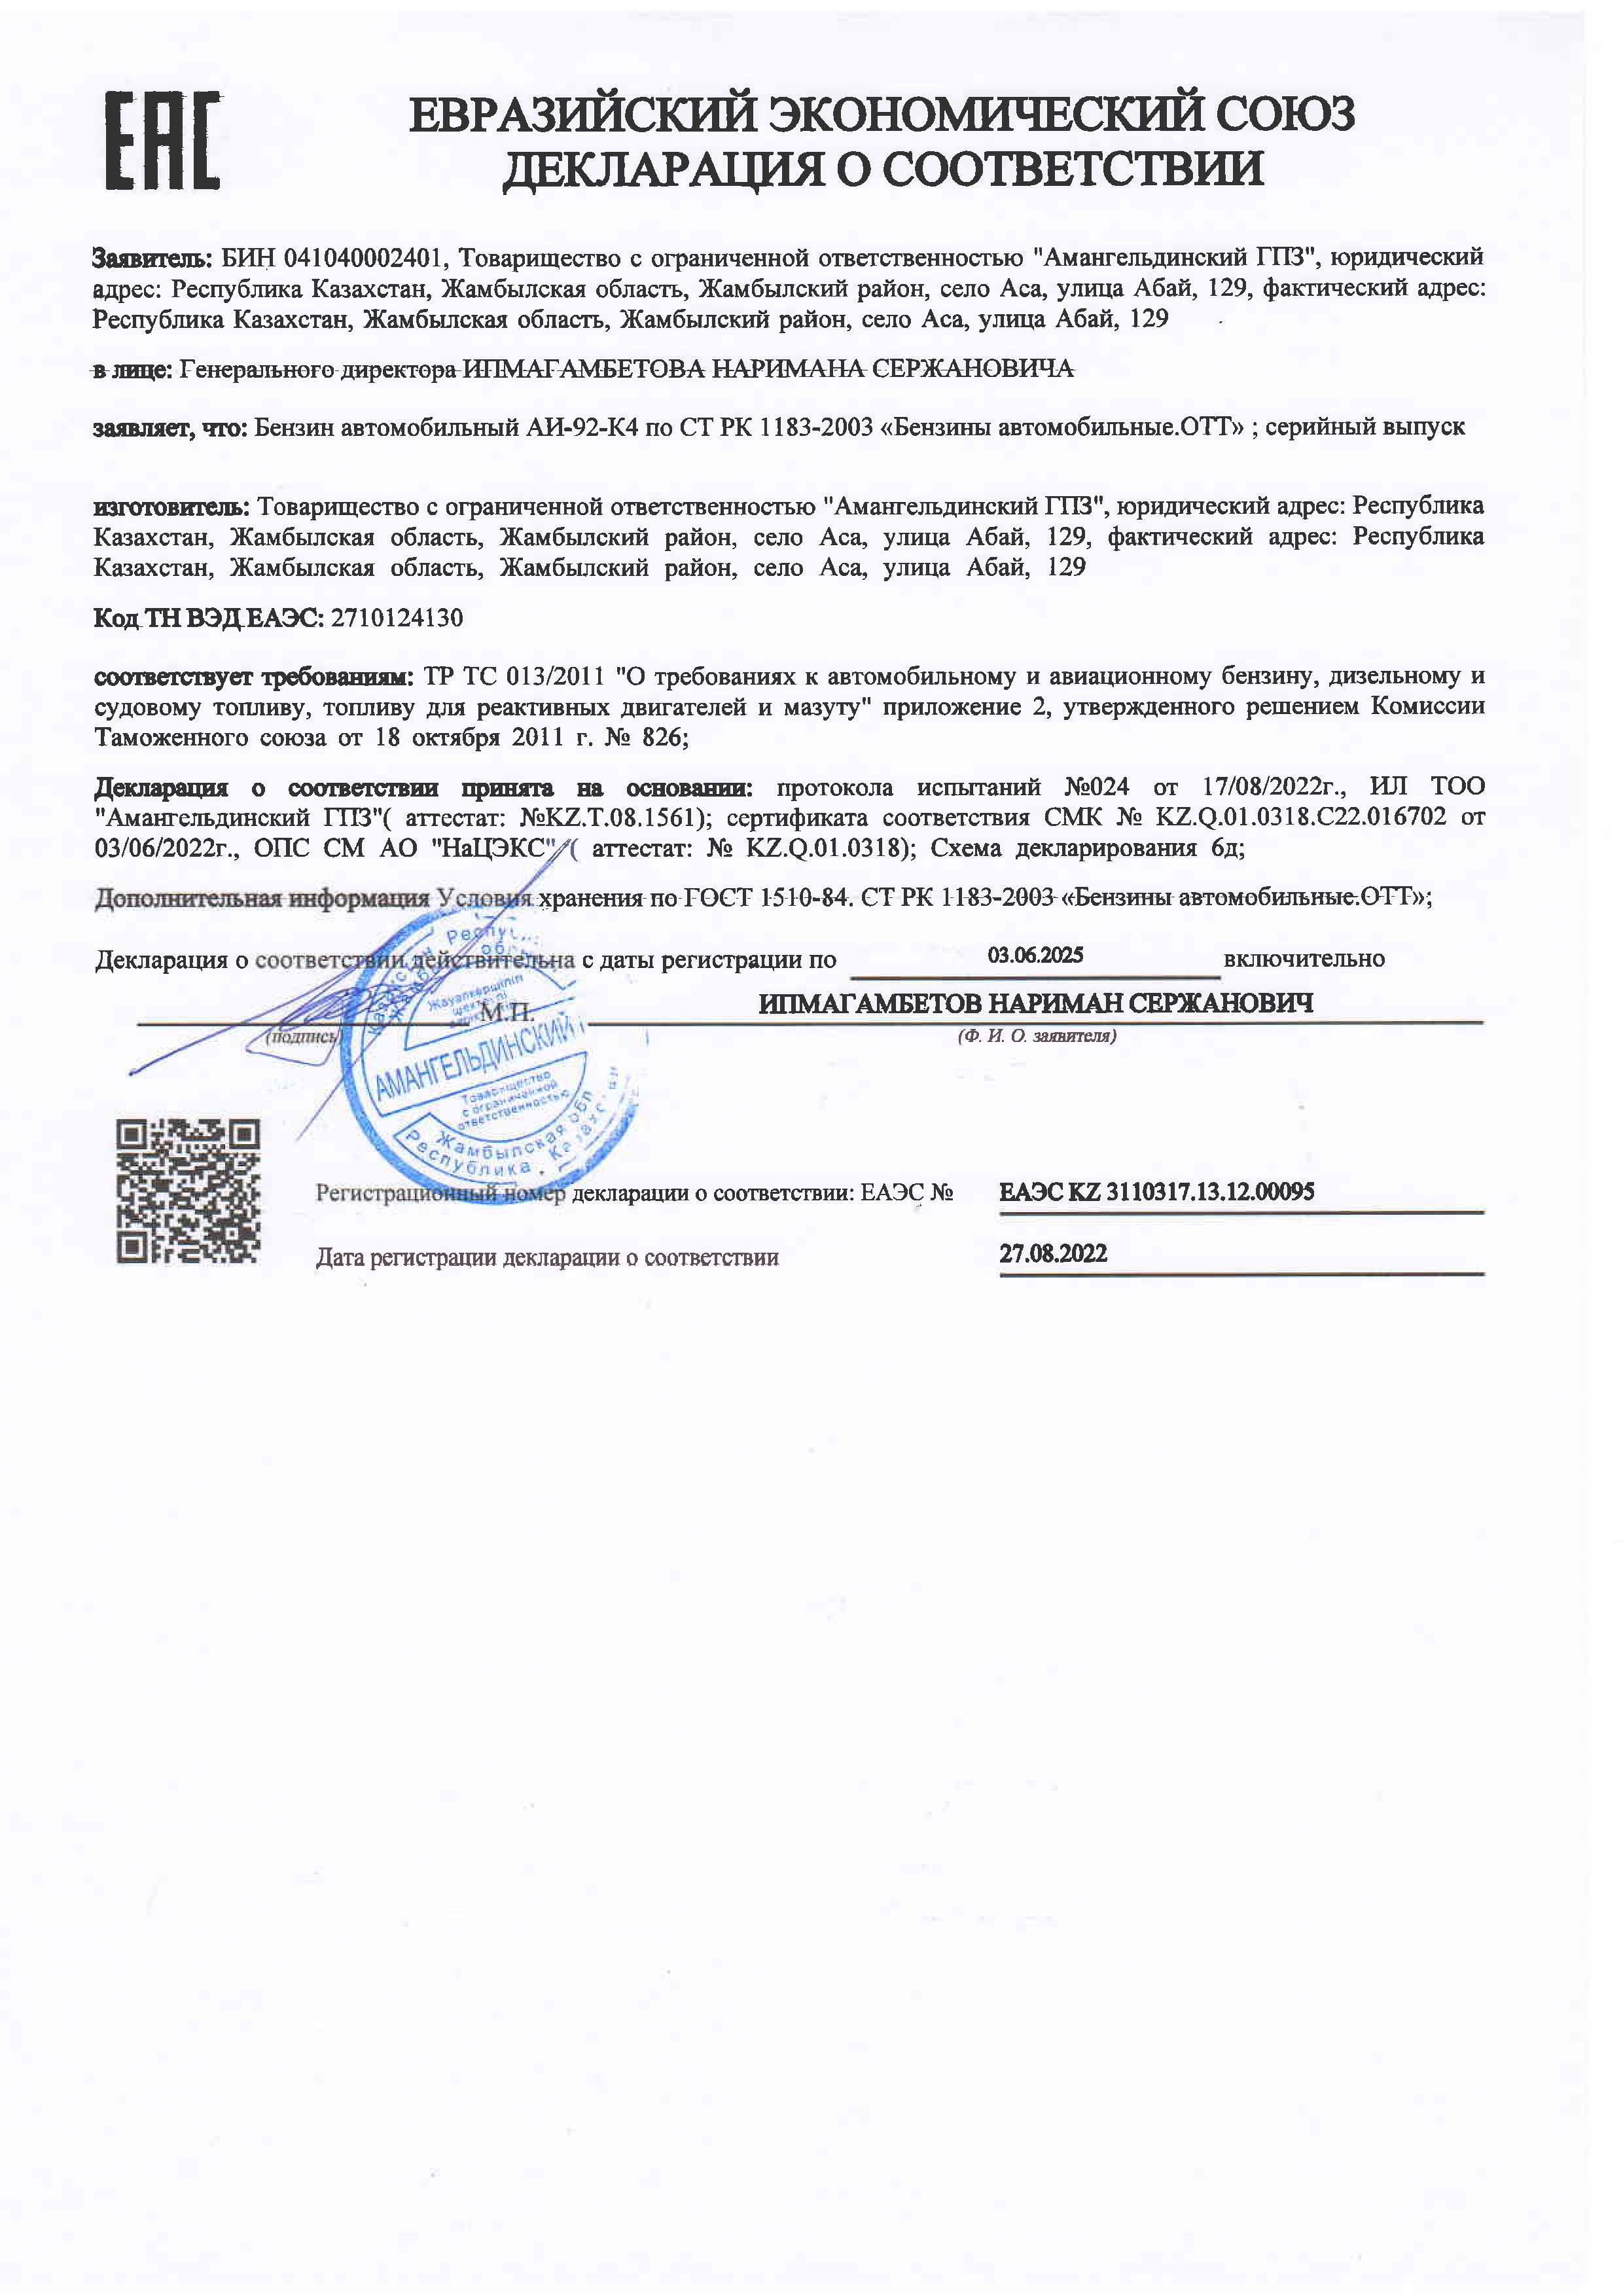 ЕАС
ЕВРАЗИЙСКИЙ ЭКОНОМИЧЕСКИЙ СОЮЗ
ДЕКЛАРАЦИЯ О СООТВЕТСТВИИ
Заявитель: БИН 041040002401, Товарищество с ограниченной ответственностью "Амангельдинский ГПЗ", юридический
адрес: Республика Казахстан, Жамбылская область, Жамбылский район, село Аса, улица Абай, 129, фактический адрес:
Республика Казахстан, Жамбылская область, Жамбылский район, село Аса, улица Абай, 129
в лице: Генерального директора ИПМАГАМБЕТОВА НАРИМАНА СЕРЖАНОВИЧА
заявляет, что: Бензин автомобильный АИ-92-К4 по СТ РК 1183-2003 «Бензины автомобильные.ОТТ» ; серийный выпуск
изготовитель: Товарищество с ограниченной ответственностью "Амангельдинский ГПЗ", юридический адрес: Республика
Казахстан, Жамбылская область, Жамбылский район, село Аса, улица Абай, 129, фактический адрес: Республика
Казахстан, Жамбылская область, Жамбылский район, село Аса, улица Абай, 129
Код ТН ВЭД ЕАЭС: 2710124130
соответствует требованиям: ТР ТС 013/2011 "О требованиях к автомобильному и авиационному бензину, дизельному и
судовому топливу, топливу для реактивных двигателей и мазуту" приложение 2, утвержденного решением Комиссии
Таможенного союза от 18 октября 2011 г. № 826;
Декларация о соответствии принята на основании: протокола испытаний №024 от 17/08/2022г., ИЛ ТОО
"Амангельдинский ГПЗ"( аттестат: №KZ.T.08.1561); сертификата соответствия СМК № KZ.Q.01.0318.C22.016702 от
03/06/2022г., ОПС СМ АО "НаЦЭКС" ( аттестат: № KZ.Q.01.0318); Схема декларирования 6д;
Дополнительная информация Условия хранения по ГОСТ 1510-84. СТ РК 1183-2003 «Бензины автомобильные.ОТТ»;
Декларация о соответствии действительна с даты регистрации по 03.06.2025 включительно
М.П. ИПМАГАМБЕТОВ НАРИМАН СЕРЖАНОВИЧ
(подпись) (Ф. И. О. заявителя)
АМАНГЕЛЬДИНСКИЙ
Товарищество
с ограниченной
ответственностью
Жамбылская обл
Республика
Регистрационный номер декларации о соответствии: ЕАЭС № ЕАЭС KZ 3110317.13.12.00095
Дата регистрации декларации о соответствии 27.08.2022